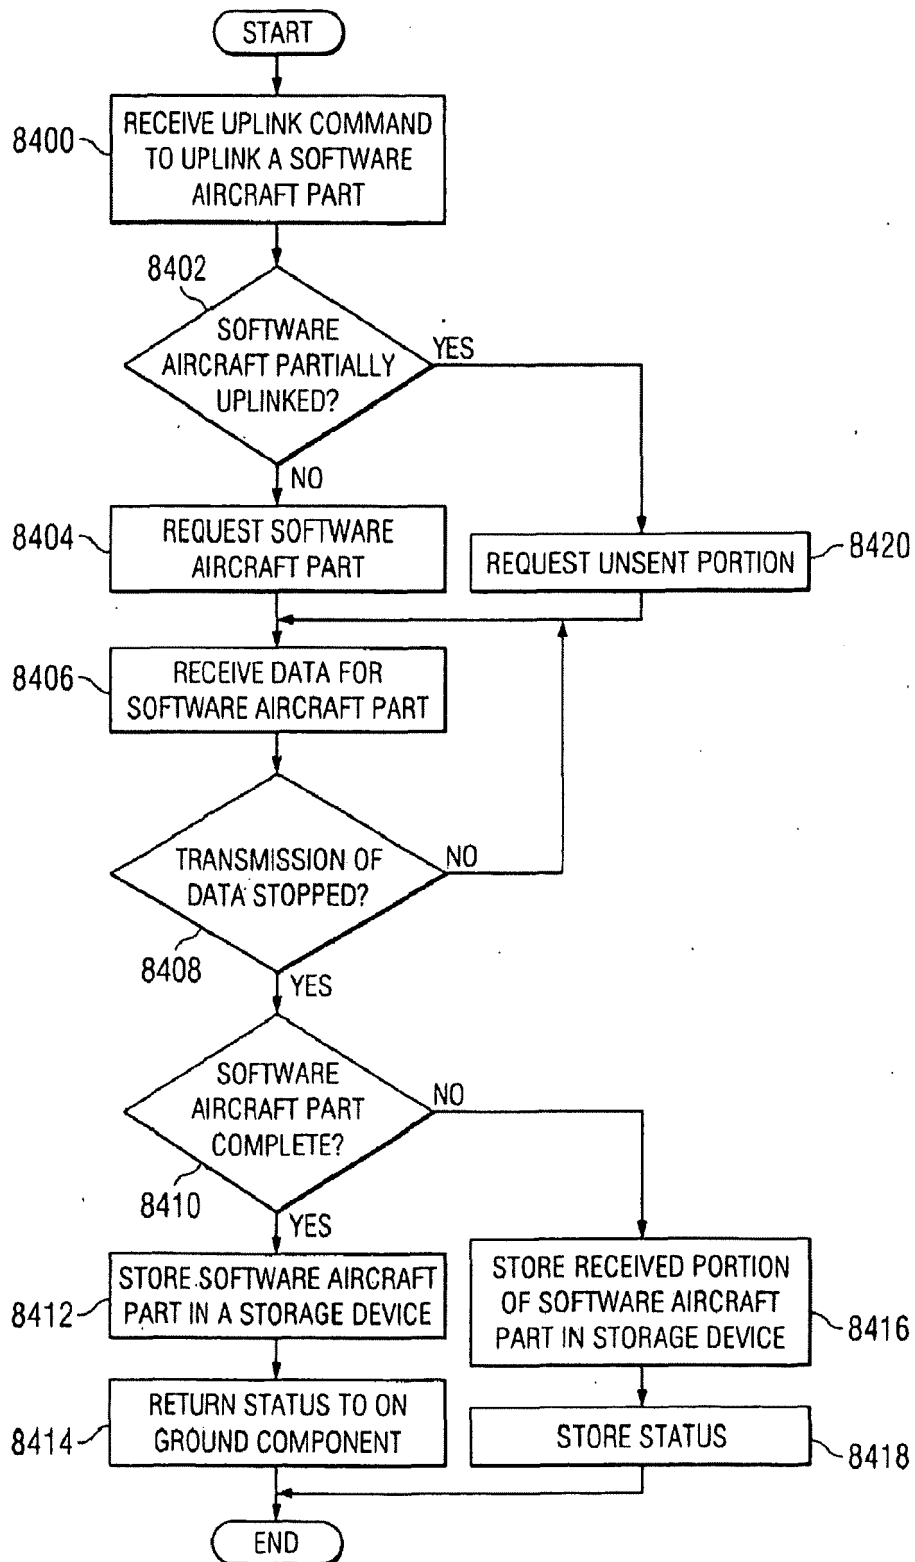 START
8400
RECEIVE UPLINK COMMAND
TO UPLINK A SOFTWARE
AIRCRAFT PART
8402
SOFTWARE
AIRCRAFT PARTIALLY
UPLINKED?
YES
NO
8404
REQUEST SOFTWARE
AIRCRAFT PART
REQUEST UNSENT PORTION
8420
8406
RECEIVE DATA FOR
SOFTWARE AIRCRAFT PART
TRANSMISSION OF
DATA STOPPED?
NO
8408
YES
SOFTWARE
AIRCRAFT PART
COMPLETE?
NO
8410
YES
8412
STORE SOFTWARE AIRCRAFT
PART IN A STORAGE DEVICE
STORE RECEIVED PORTION
OF SOFTWARE AIRCRAFT
PART IN STORAGE DEVICE
8416
8414
RETURN STATUS TO ON
GROUND COMPONENT
STORE STATUS
8418
END